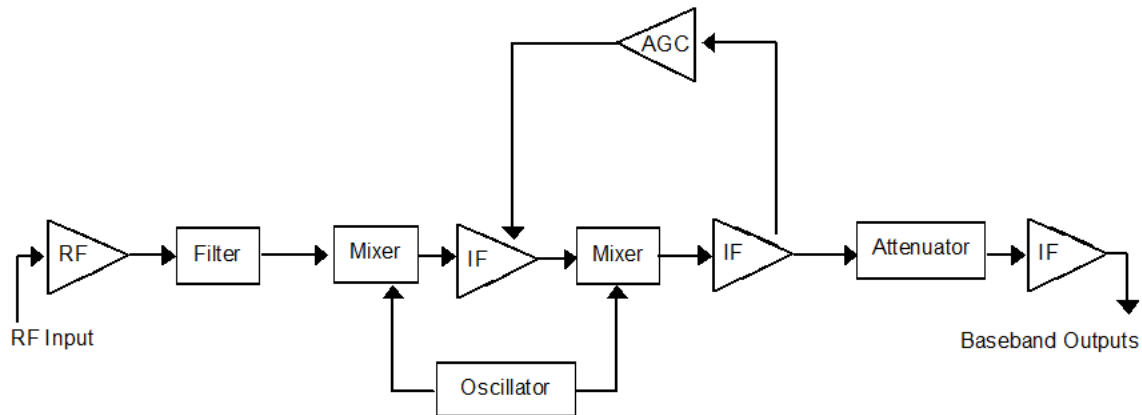 AGC
RF
Filter
Mixer
IF
Mixer
IF
Attenuator
IF
RF Input
Oscillator
Baseband Outputs